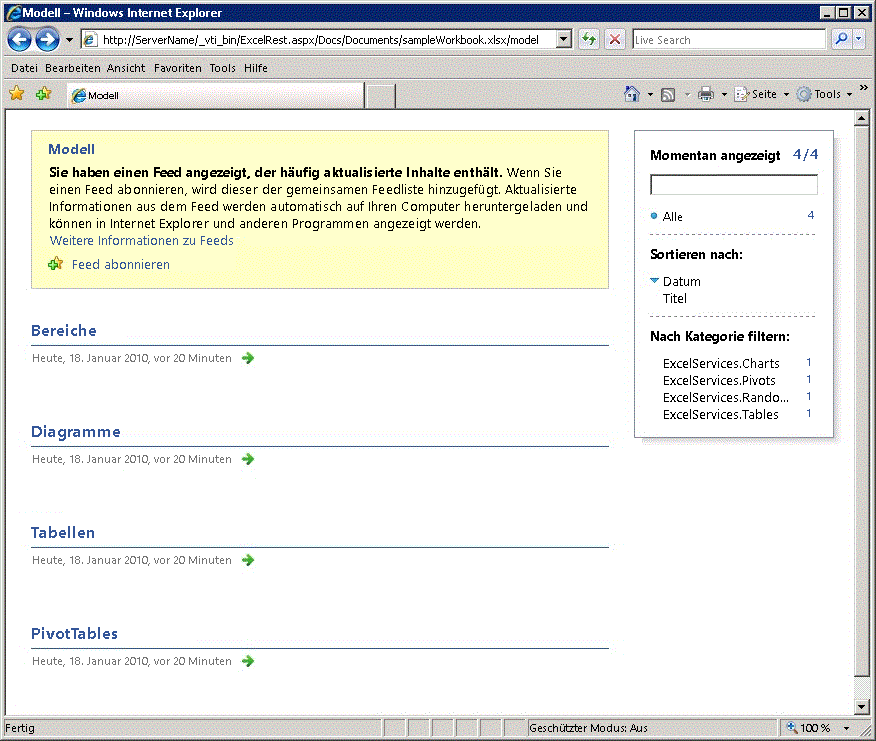 Modell – Windows Internet Explorer
http://ServerName/_vti_bin/ExcelRest.aspx/Docs/Documents/sampleWorkbook.xlsx/model
Live Search
Datei Bearbeiten Ansicht Favoriten Tools Hilfe
Modell
Seite
Tools
Modell
Sie haben einen Feed angezeigt, der häufig aktualisierte Inhalte enthält. Wenn Sie
einen Feed abonnieren, wird dieser der gemeinsamen Feedliste hinzugefügt. Aktualisierte
Informationen aus dem Feed werden automatisch auf Ihren Computer heruntergeladen und
können in Internet Explorer und anderen Programmen angezeigt werden.
Weitere Informationen zu Feeds
Feed abonnieren
Bereiche
Heute, 18. Januar 2010, vor 20 Minuten
Diagramme
Heute, 18. Januar 2010, vor 20 Minuten
Tabellen
Heute, 18. Januar 2010, vor 20 Minuten
PivotTables
Heute, 18. Januar 2010, vor 20 Minuten
Momentan angezeigt 4/4
Alle 4
Sortieren nach:
Datum
Titel
Nach Kategorie filtern:
ExcelServices.Charts 1
ExcelServices.Pivots 1
ExcelServices.Rando... 1
ExcelServices.Tables 1
Fertig
Geschützter Modus: Aus
100 %